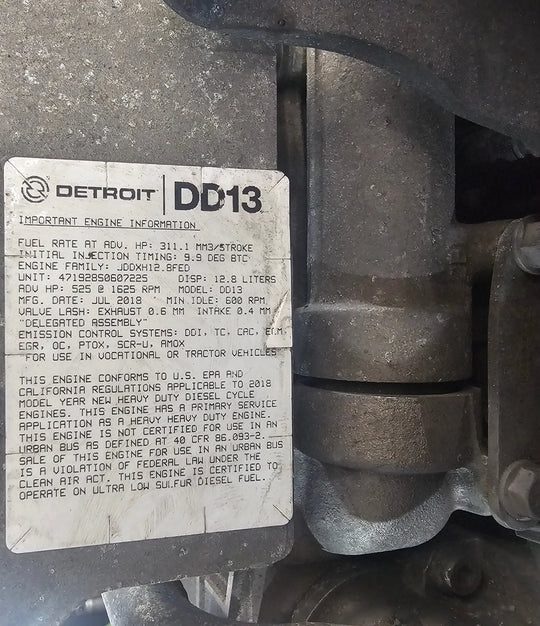 DETROIT DD13
IMPORTANT ENGINE INFORMATION
FUEL RATE AT ADV. HP: 311.1 MM3/STROKE
INITIAL INJECTION TIMING: 9.9 DEG BTC
ENGINE FAMILY: JDDXH12.8FED
UNIT: 471928S0607225 DISP: 12.8 LITERS
ADV HP: 525 @ 1625 RPM MODEL: DD13
MFG. DATE: JUL 2018 MIN IDLE: 600 RPM
VALVE LASH: EXHAUST 0.6 MM INTAKE 0.4 MM
"DELEGATED ASSEMBLY"
EMISSION CONTROL SYSTEMS: DDI, TC, CAC, ECM,
EGR, OC, PTOX, SCR-U, AMOX
FOR USE IN VOCATIONAL OR TRACTOR VEHICLES
THIS ENGINE CONFORMS TO U.S. EPA AND
CALIFORNIA REGULATIONS APPLICABLE TO 2018
MODEL YEAR NEW HEAVY DUTY DIESEL CYCLE
ENGINES. THIS ENGINE HAS A PRIMARY SERVICE
APPLICATION AS A HEAVY HEAVY DUTY ENGINE.
THIS ENGINE IS NOT CERTIFIED FOR USE IN AN
URBAN BUS AS DEFINED AT 40 CFR 86.093-2.
SALE OF THIS ENGINE FOR USE IN AN URBAN BUS
IS A VIOLATION OF FEDERAL LAW UNDER THE
CLEAN AIR ACT. THIS ENGINE IS CERTIFIED TO
OPERATE ON ULTRA LOW SULFUR DIESEL FUEL.